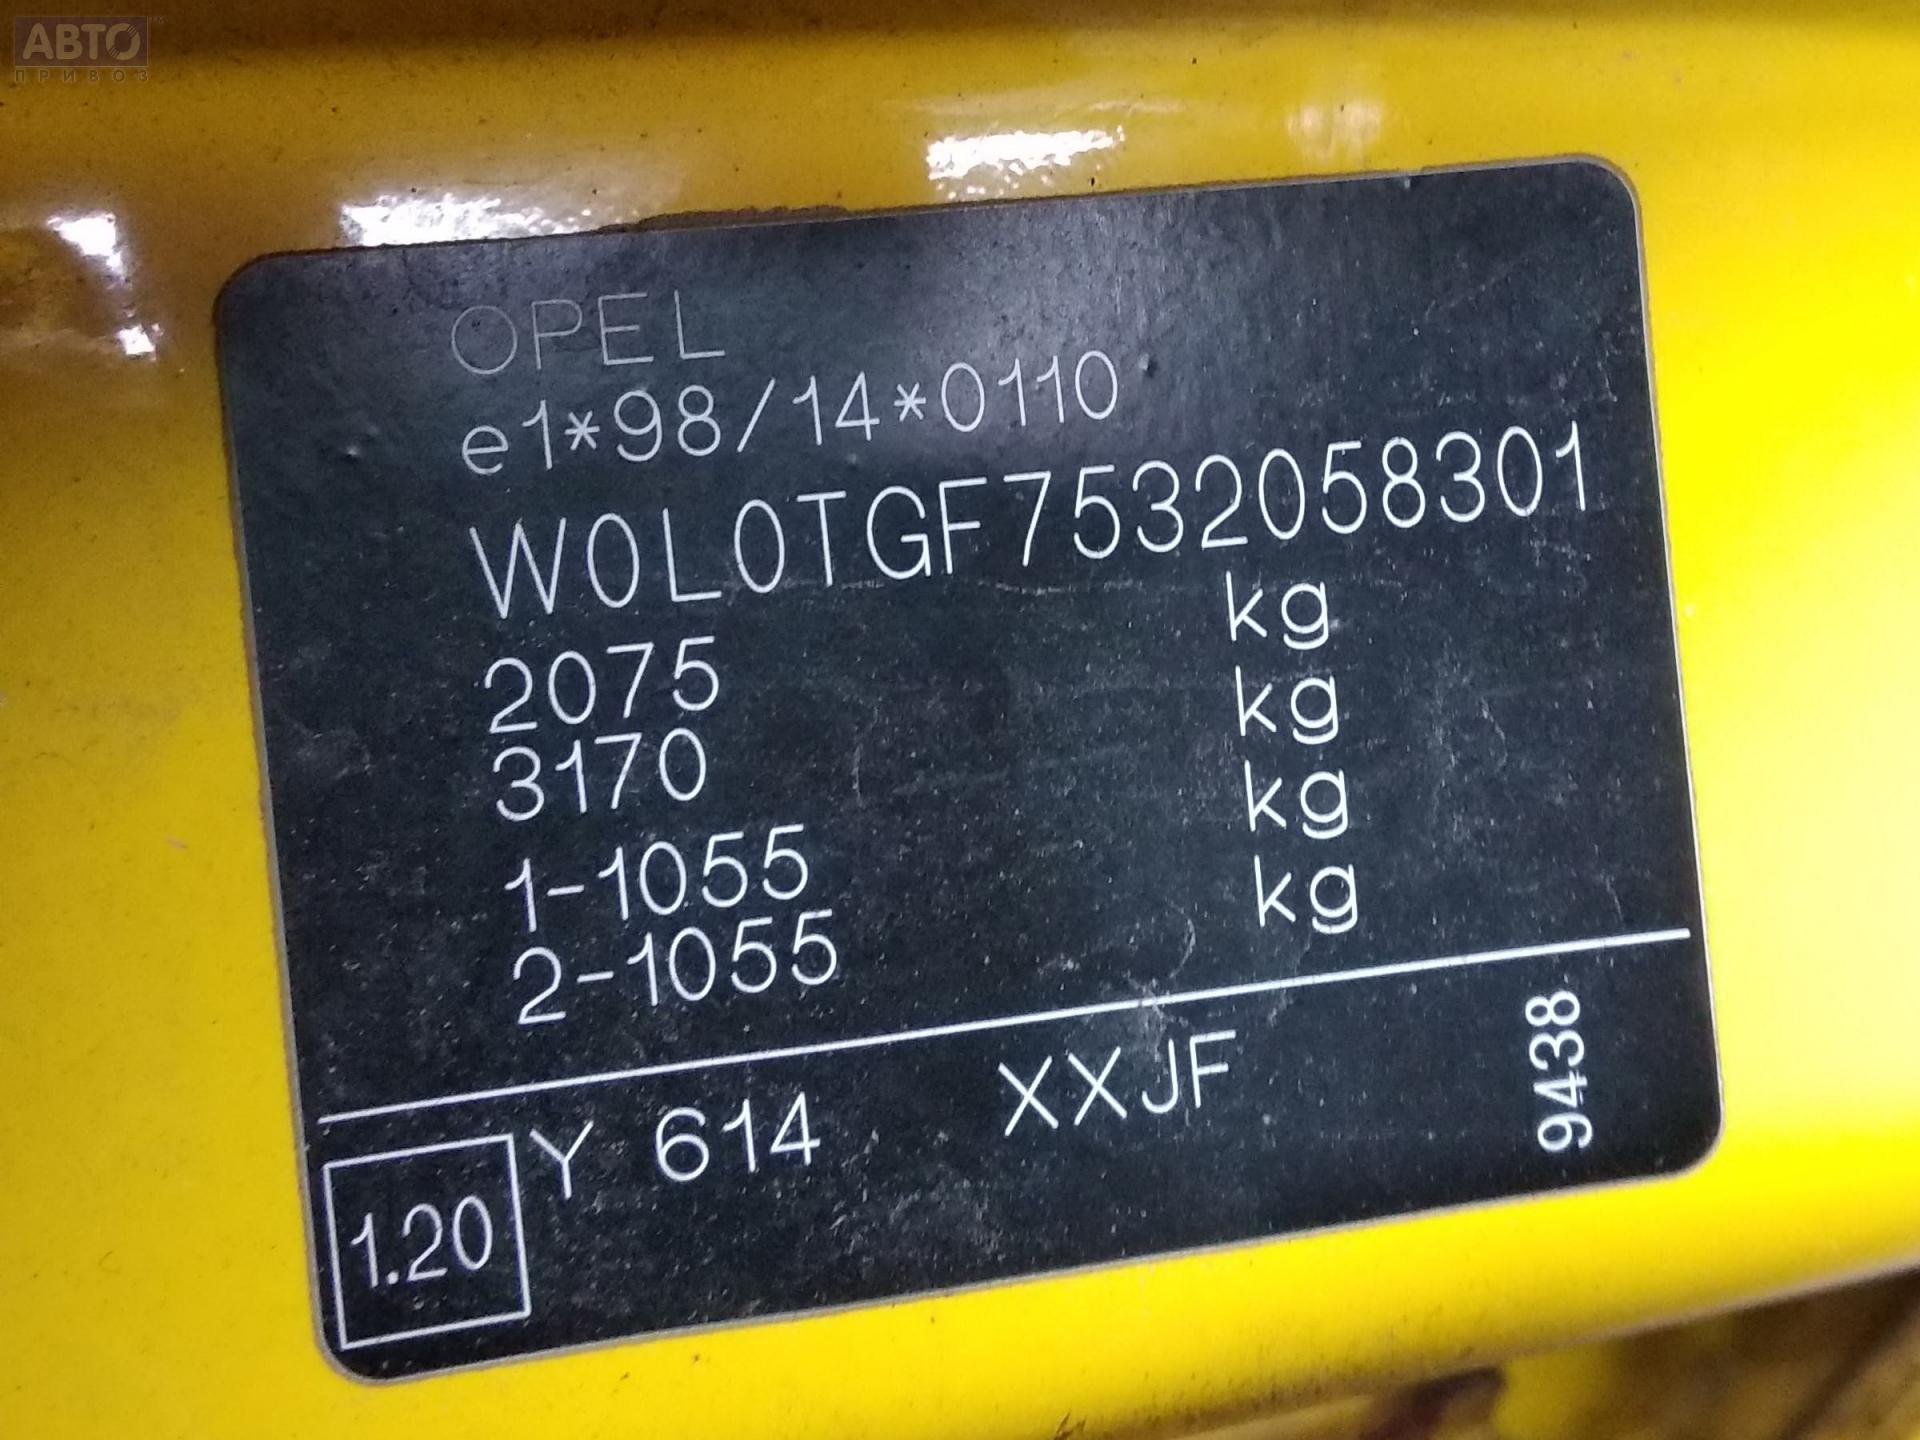 АВТО
ПРИВОЗ
OPEL
e1*98/14*0110
W0L0TGF7532058301
2075 kg
3170 kg
1-1055 kg
2-1055 kg
1.20 Y 614 XXJF 9438